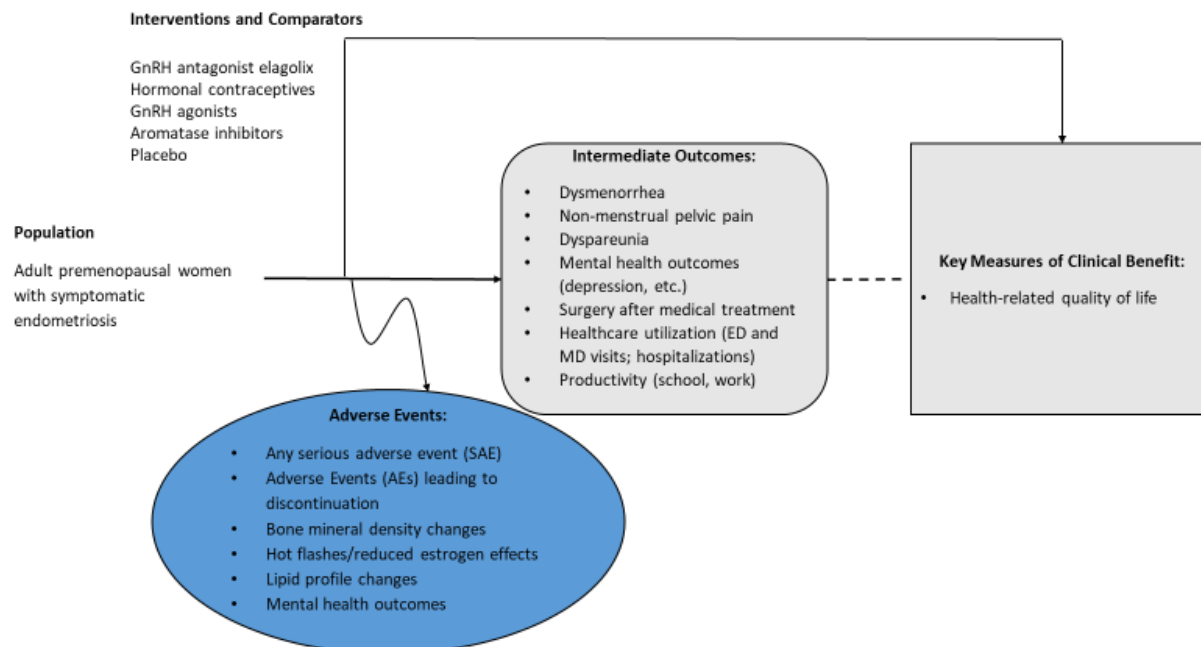 Interventions and Comparators
GnRH antagonist elagolix
Hormonal contraceptives
GnRH agonists
Aromatase inhibitors
Placebo
Population
Adult premenopausal women
with symptomatic
endometriosis
Intermediate Outcomes:
• Dysmenorrhea
• Non-menstrual pelvic pain
• Dyspareunia
• Mental health outcomes
(depression, etc.)
• Surgery after medical treatment
• Healthcare utilization (ED and
MD visits; hospitalizations)
• Productivity (school, work)
Key Measures of Clinical Benefit:
• Health-related quality of life
Adverse Events:
• Any serious adverse event (SAE)
• Adverse Events (AEs) leading to
discontinuation
• Bone mineral density changes
• Hot flashes/reduced estrogen effects
• Lipid profile changes
• Mental health outcomes